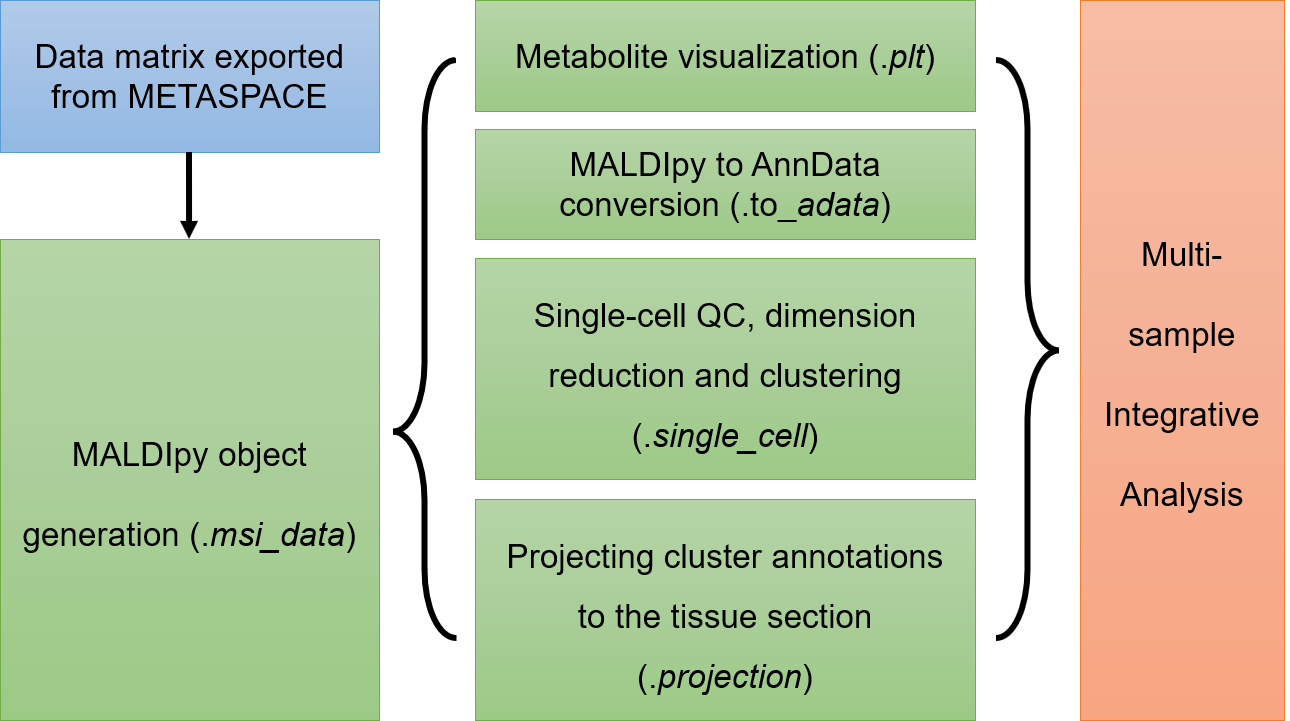 Data matrix exported
from METASPACE
MALDIpy object
generation (.msi_data)
Metabolite visualization (.plt)
MALDIpy to AnnData
conversion (.to_adata)
Single-cell QC, dimension
reduction and clustering
(.single_cell)
Projecting cluster annotations
to the tissue section
(.projection)
Multi-
sample
Integrative
Analysis